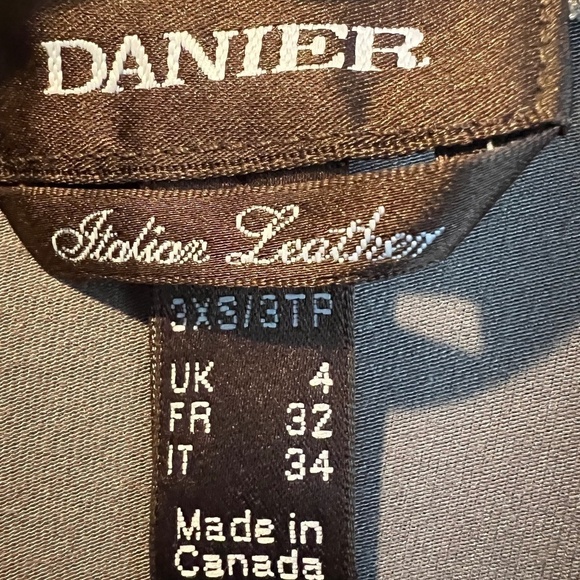 DANIER
Italian Leather
3XS/3TP
UK 4
FR 32
IT 34
Made in
Canada